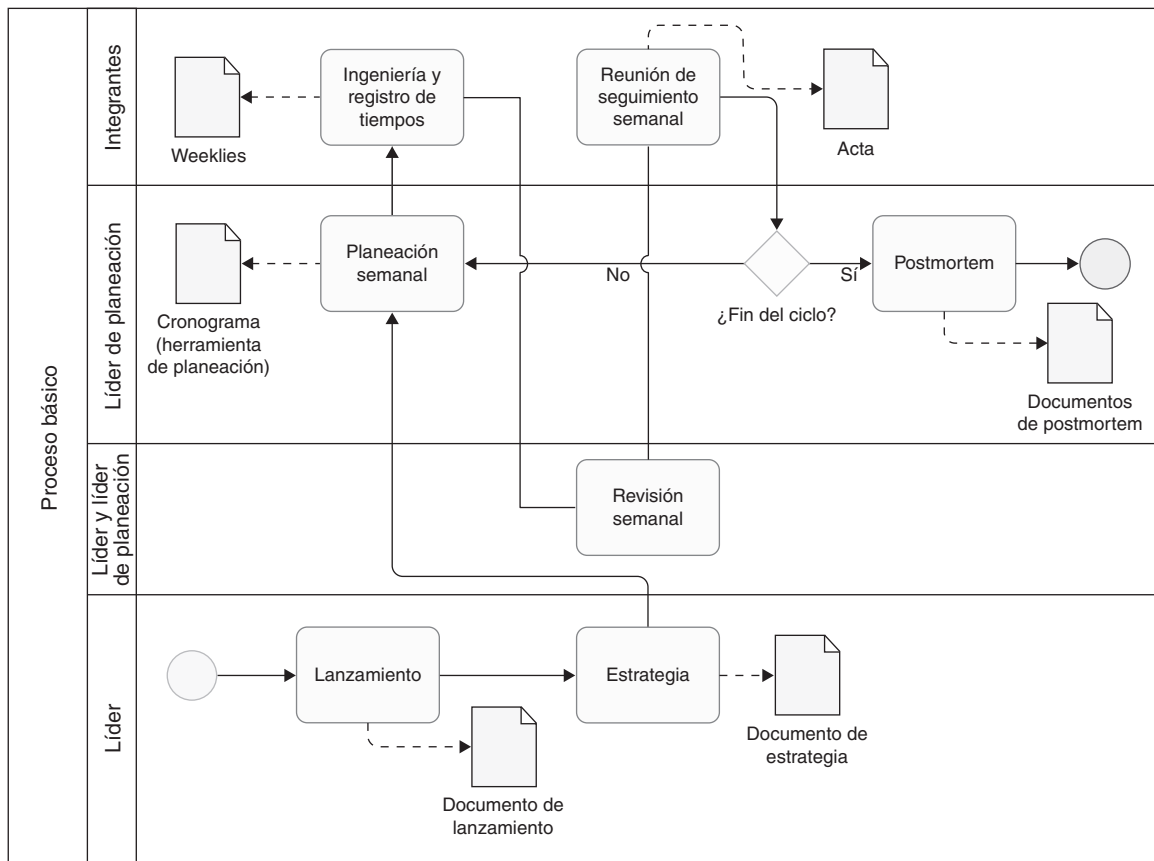 Proceso básico
Integrantes
Ingeniería y
registro de
tiempos
Weeklies
Reunión de
seguimiento
semanal
Acta
Líder de planeación
Planeación
semanal
Cronograma
(herramienta
de planeación)
No
¿Fin del ciclo?
Sí
Postmortem
Documentos
de postmortem
Líder y líder
de planeación
Revisión
semanal
Líder
Lanzamiento
Documento de
lanzamiento
Estrategia
Documento de
estrategia